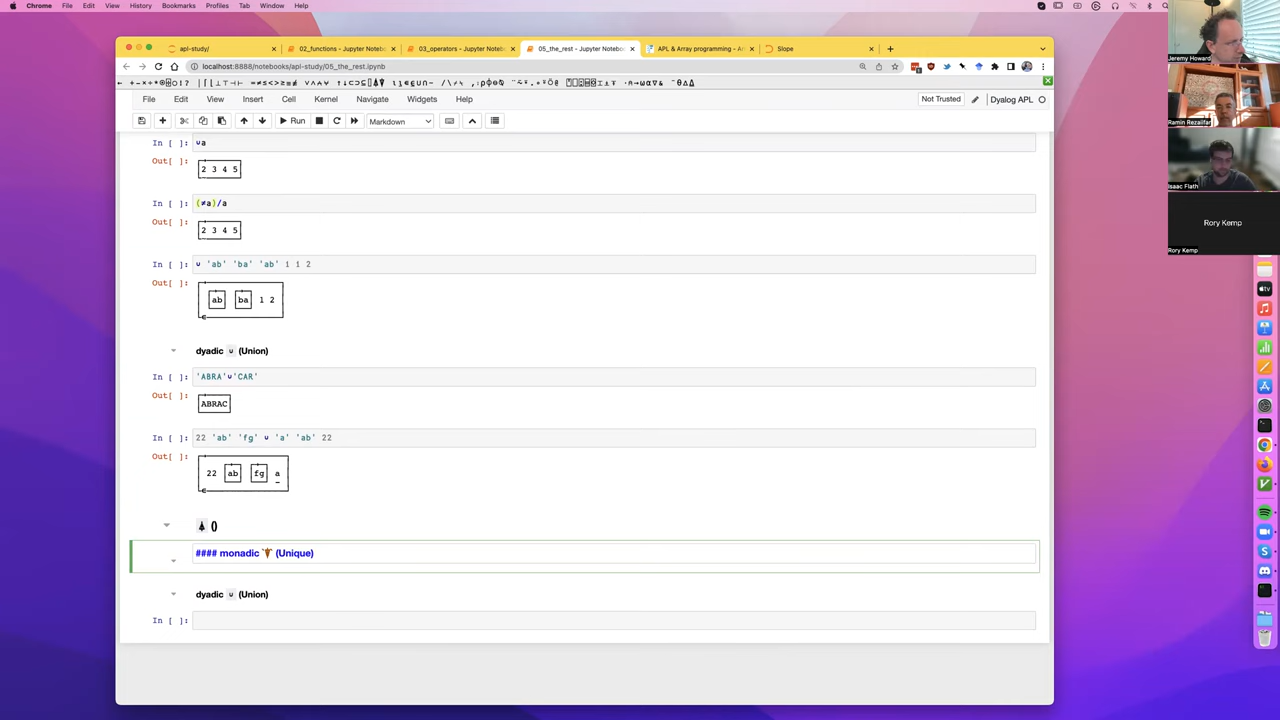 Chrome File Edit View History Bookmarks Profiles Tab Window Help
apl-study/
02_functions - Jupyter Notebo
03_operators - Jupyter Notebo
05_the_rest - Jupyter Noteboo
APL & Array programming - A
Slope
localhost:8888/notebooks/apl-study/05_the_rest.ipynb
File Edit View Insert Cell Kernel Navigate Widgets Help
Not Trusted
Dyalog APL
Run
Markdown
In [ ]: ∪a
Out[ ]: 2 3 4 5
In [ ]: (≠a)/a
Out[ ]: 2 3 4 5
In [ ]: ∪ 'ab' 'ba' 'ab' 1 1 2
Out[ ]: ab ba 1 2
dyadic ∪ (Union)
In [ ]: 'ABRA'∪'CAR'
Out[ ]: ABRAC
In [ ]: 22 'ab' 'fg' ∪ 'a' 'ab' 22
Out[ ]: 22 ab fg a
⍋ ()
#### monadic `⍒ (Unique)
dyadic ∪ (Union)
In [ ]:
Jeremy Howard
Ramin Rezaiifar
Isaac Flath
Rory Kemp
Rory Kemp